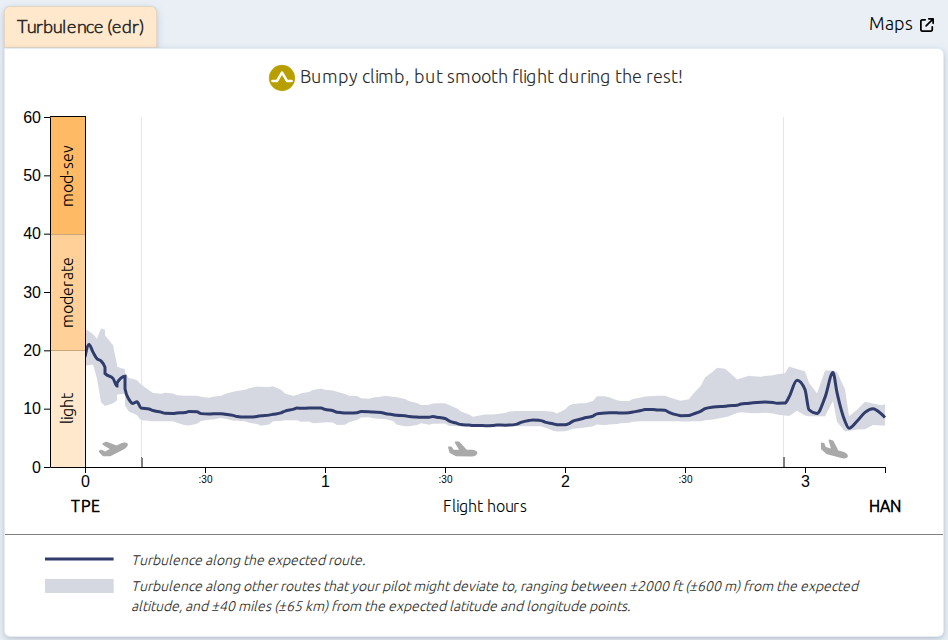 Turbulence (edr)
Maps
Bumpy climb, but smooth flight during the rest!
60
50
40
30
20
10
0
mod-sev
moderate
light
0
:30
1
:30
2
:30
3
TPE
Flight hours
HAN
Turbulence along the expected route.
Turbulence along other routes that your pilot might deviate to, ranging between ±2000 ft (±600 m) from the expected
altitude, and ±40 miles (±65 km) from the expected latitude and longitude points.